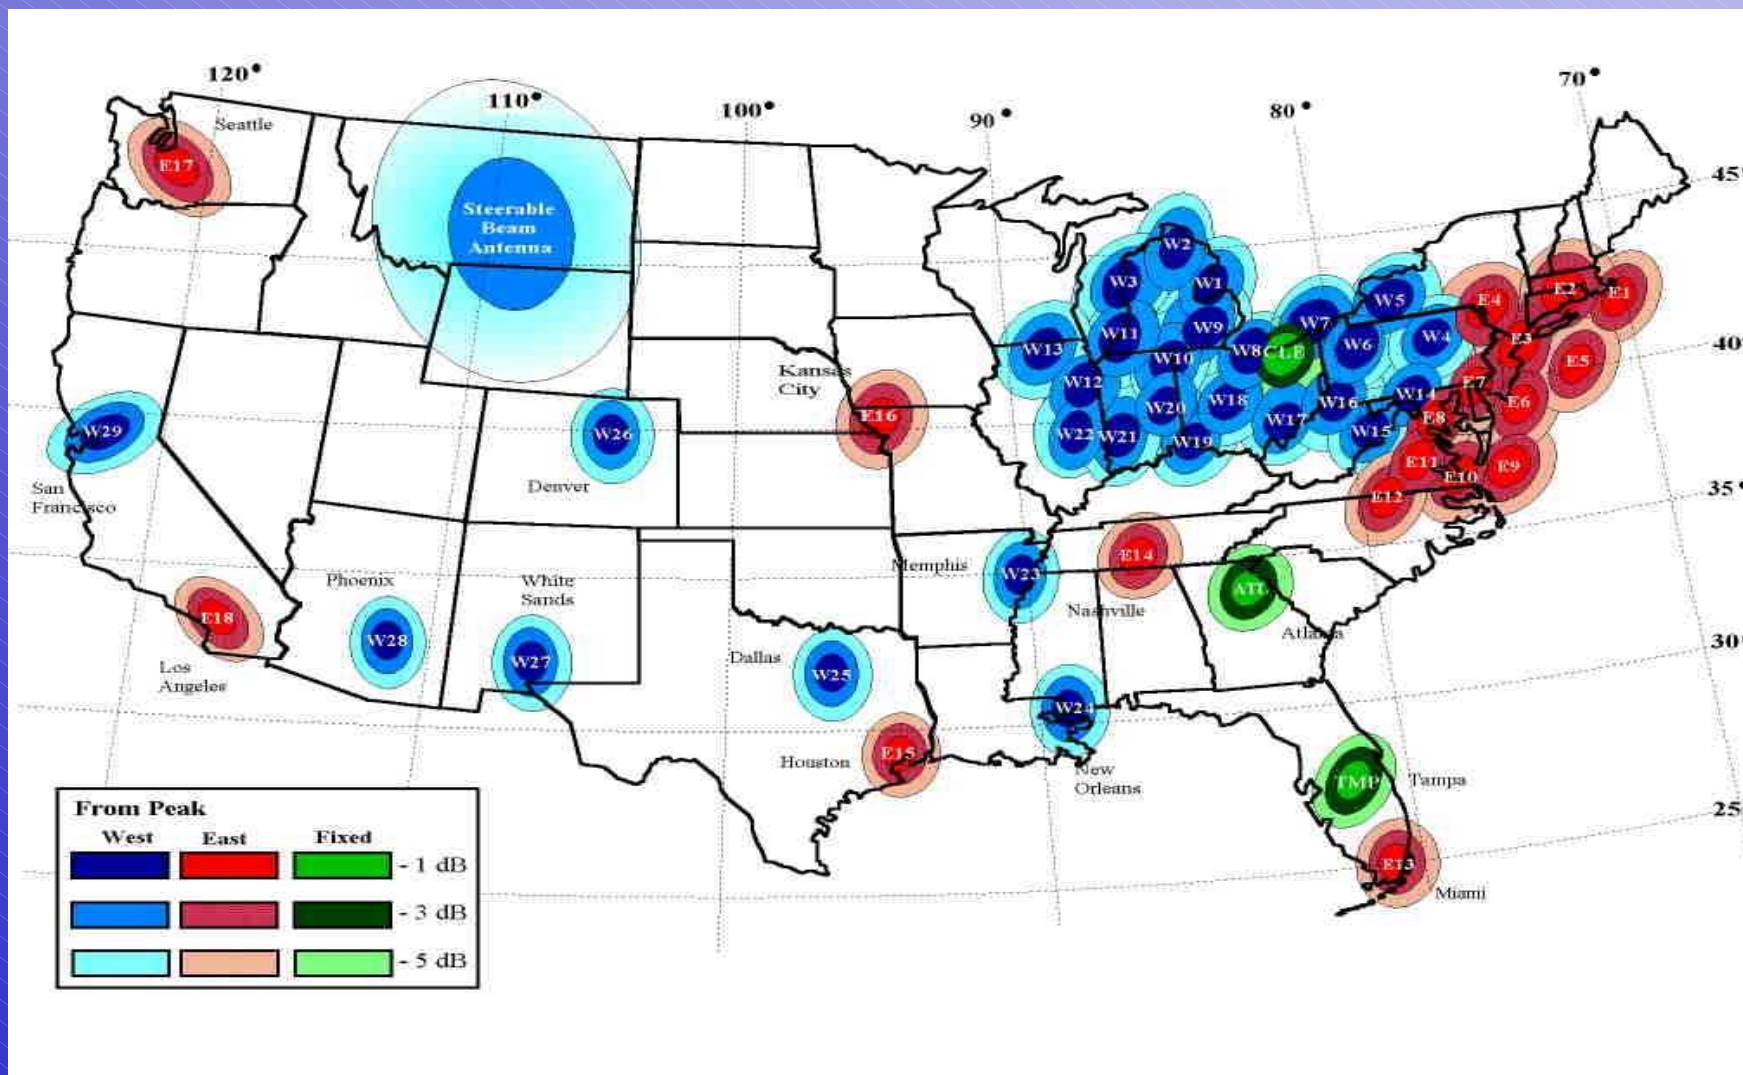 120°
110°
100°
90°
80°
70°
45°
40°
35°
30°
25°
Seattle
E17
Steerable
Beam
Antenna
W2
W3
W1
W5
E4
E2
E1
W11
W9
W7
W4
E3
W13
W10
W8
CLE
W6
E5
Kansas
City
W12
E7
E16
W20
W18
W16
W14
E6
W29
W26
W22
W21
W19
W17
W15
E8
San
Francisco
Denver
E11
E10
E9
E12
Memphis
W23
E14
Nashville
ATL
Atlanta
Phoenix
White
Sands
E18
W28
W27
Los
Angeles
Dallas
W25
W24
New
Orleans
Houston
E15
TMP
Tampa
E13
Miami
From Peak
West East Fixed
- 1 dB
- 3 dB
- 5 dB